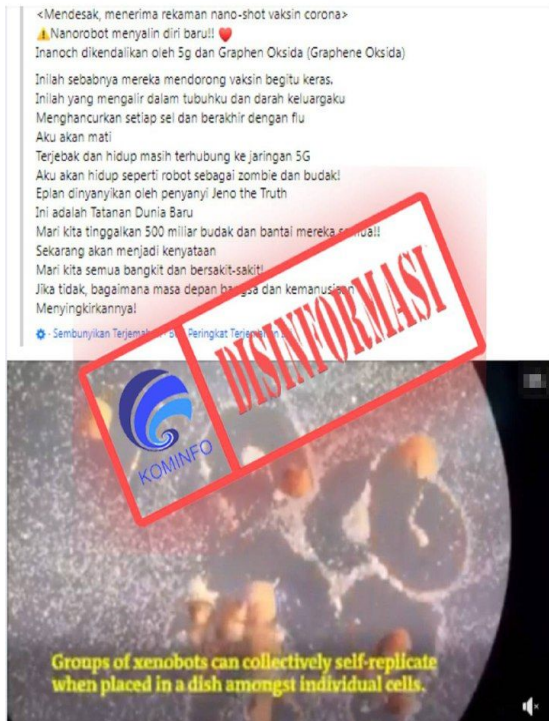 <Mendesak, menerima rekaman nano-shot vaksin corona>
⚠Nanorobot menyalin diri baru!! ♥
Inanoch dikendalikan oleh 5g dan Graphen Oksida (Graphene Oksida)
Inilah sebabnya mereka mendorong vaksin begitu keras.
Inilah yang mengalir dalam tubuhku dan darah keluargaku
Menghancurkan setiap sel dan berakhir dengan flu
Aku akan mati
Terjebak dan hidup masih terhubung ke jaringan 5G
Aku akan hidup seperti robot sebagai zombie dan budak!
Eplan dinyanyikan oleh penyanyi Jeno the Truth
Ini adalah Tatanan Dunia Baru
Mari kita tinggalkan 500 miliar budak dan bantai mereka semua!!
Sekarang akan menjadi kenyataan
Mari kita semua bangkit dan bersakit-sakit!
Jika tidak, bagaimana masa depan bangsa dan kemanusiaan
Menyingkirkannya!
- Sembunyikan Peringkat
DISINFORMASI
KOMINFO
Groups of xenobots can collectively self-replicate
when placed in a dish amongst individual cells.